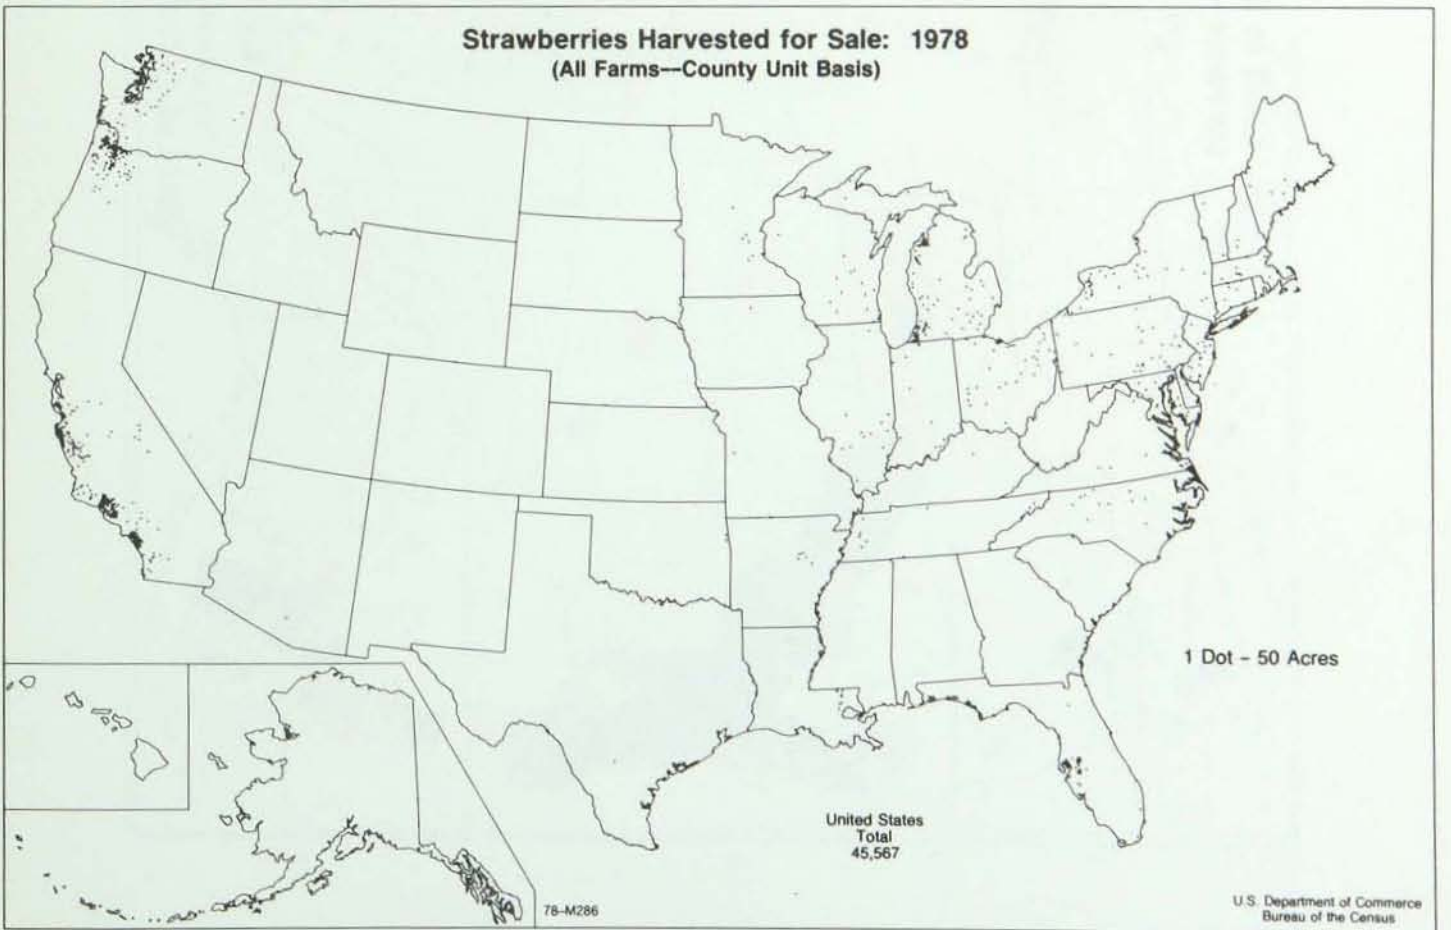 Strawberries Harvested for Sale: 1978
(All Farms--County Unit Basis)
1 Dot - 50 Acres
United States
Total
45,567
78-M286
U.S. Department of Commerce
Bureau of the Census